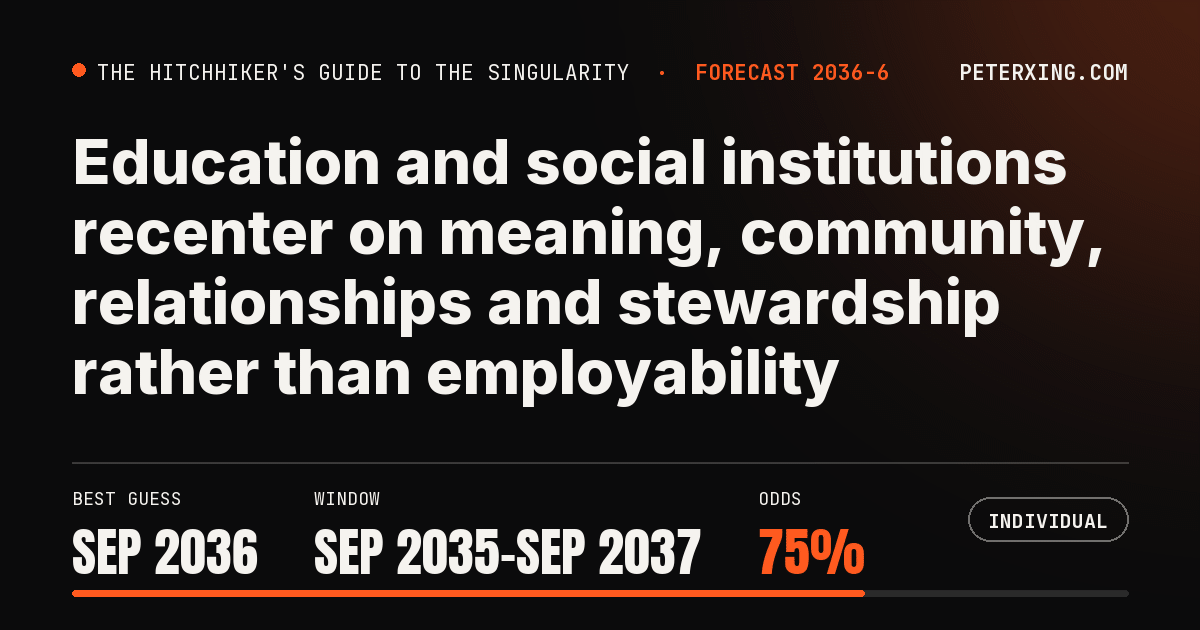 THE HITCHHIKER'S GUIDE TO THE SINGULARITY · FORECAST 2036-6 PETERXING.COM
Education and social institutions
recenter on meaning, community,
relationships and stewardship
rather than employability
BEST GUESS WINDOW ODDS
SEP 2036 SEP 2035-SEP 2037 75%
INDIVIDUAL